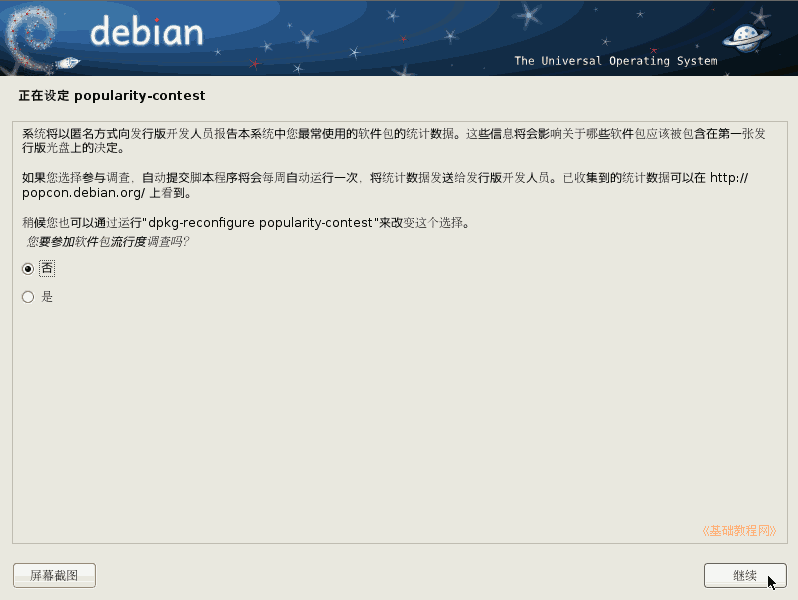 debian
The Universal Operating System
正在设定 popularity-contest
系统将以匿名方式向发行版开发人员报告本系统中您最常使用的软件包的统计数据。这些信息将会影响关于哪些软件包应该被包含在第一张发
行版光盘上的决定。
如果您选择参与调查，自动提交脚本程序将会每周自动运行一次，将统计数据发送给发行版开发人员。已收集到的统计数据可以在 http://
popcon.debian.org/ 上看到。
稍候您也可以通过运行"dpkg-reconfigure popularity-contest"来改变这个选择。
您要参加软件包流行度调查吗？
否
是
《基础教程网》
屏幕截图
继续